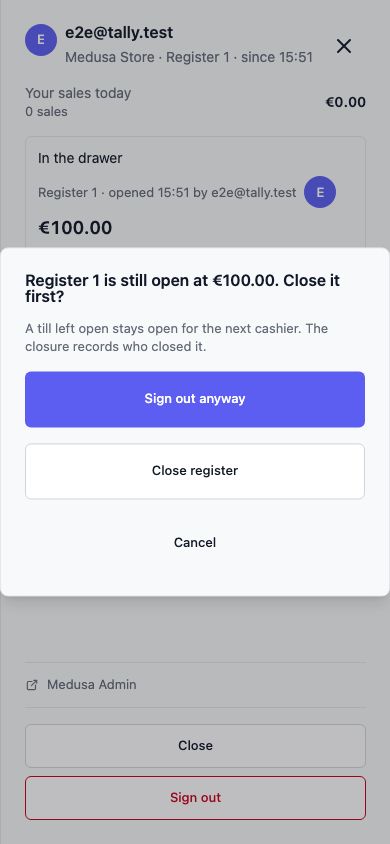 E
e2e@tally.test
Medusa Store · Register 1 · since 15:51
Your sales today
0 sales
€0.00
In the drawer
Register 1 · opened 15:51 by e2e@tally.test
E
€100.00
Register 1 is still open at €100.00. Close it
first?
A till left open stays open for the next cashier. The
closure records who closed it.
Sign out anyway
Close register
Cancel
Medusa Admin
Close
Sign out